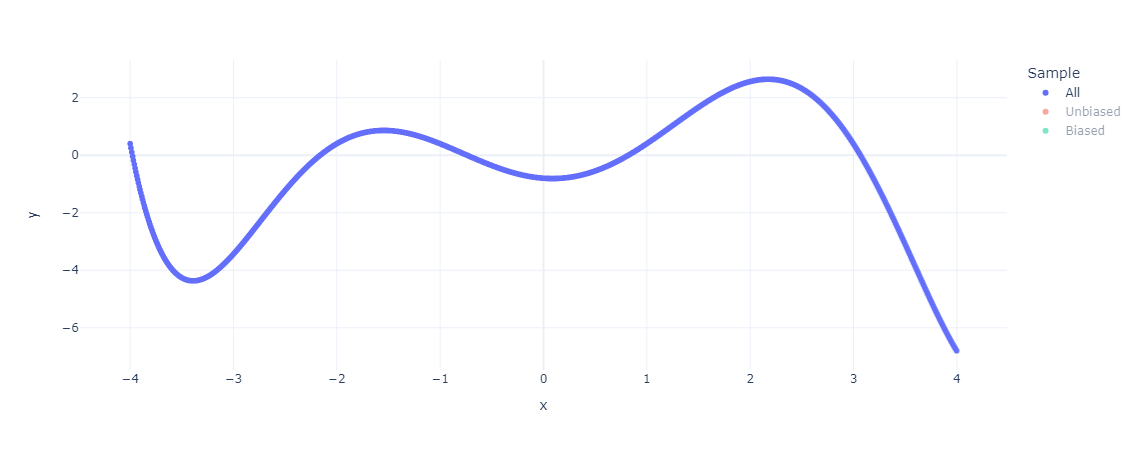 Sample
All
Unbiased
Biased
2
0
−2
−4
−6
y
−4 −3 −2 −1 0 1 2 3 4
x